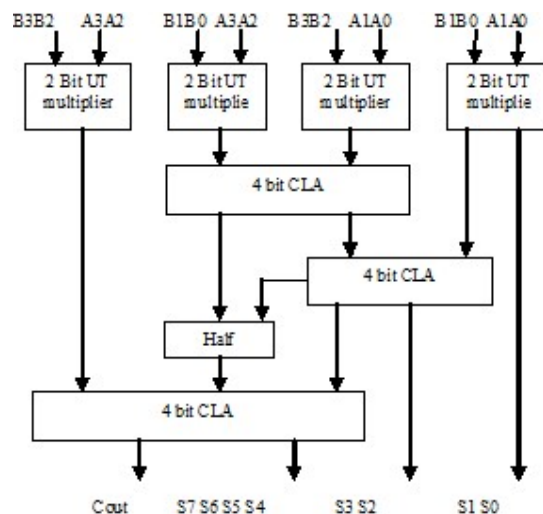 B3B2 A3A2 B1B0 A3A2 B3B2 A1A0 B1B0 A1A0
2 Bit UT multiplier
2 Bit UT multiplie
2 Bit UT multiplier
2 Bit UT multiplie
4 bit CLA
4 bit CLA
Half
4 bit CLA
Cout S7 S6 S5 S4 S3 S2 S1 S0